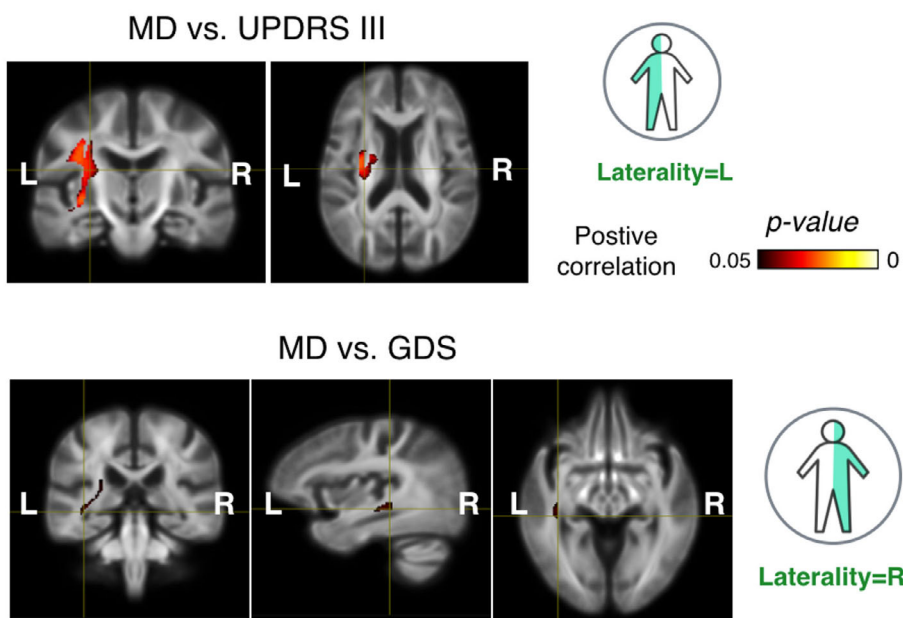 MD vs. UPDRS III
L R
L
Laterality=L
Postive
correlation
p-value
0.05 0
MD vs. GDS
L R
L R
L R
Laterality=R